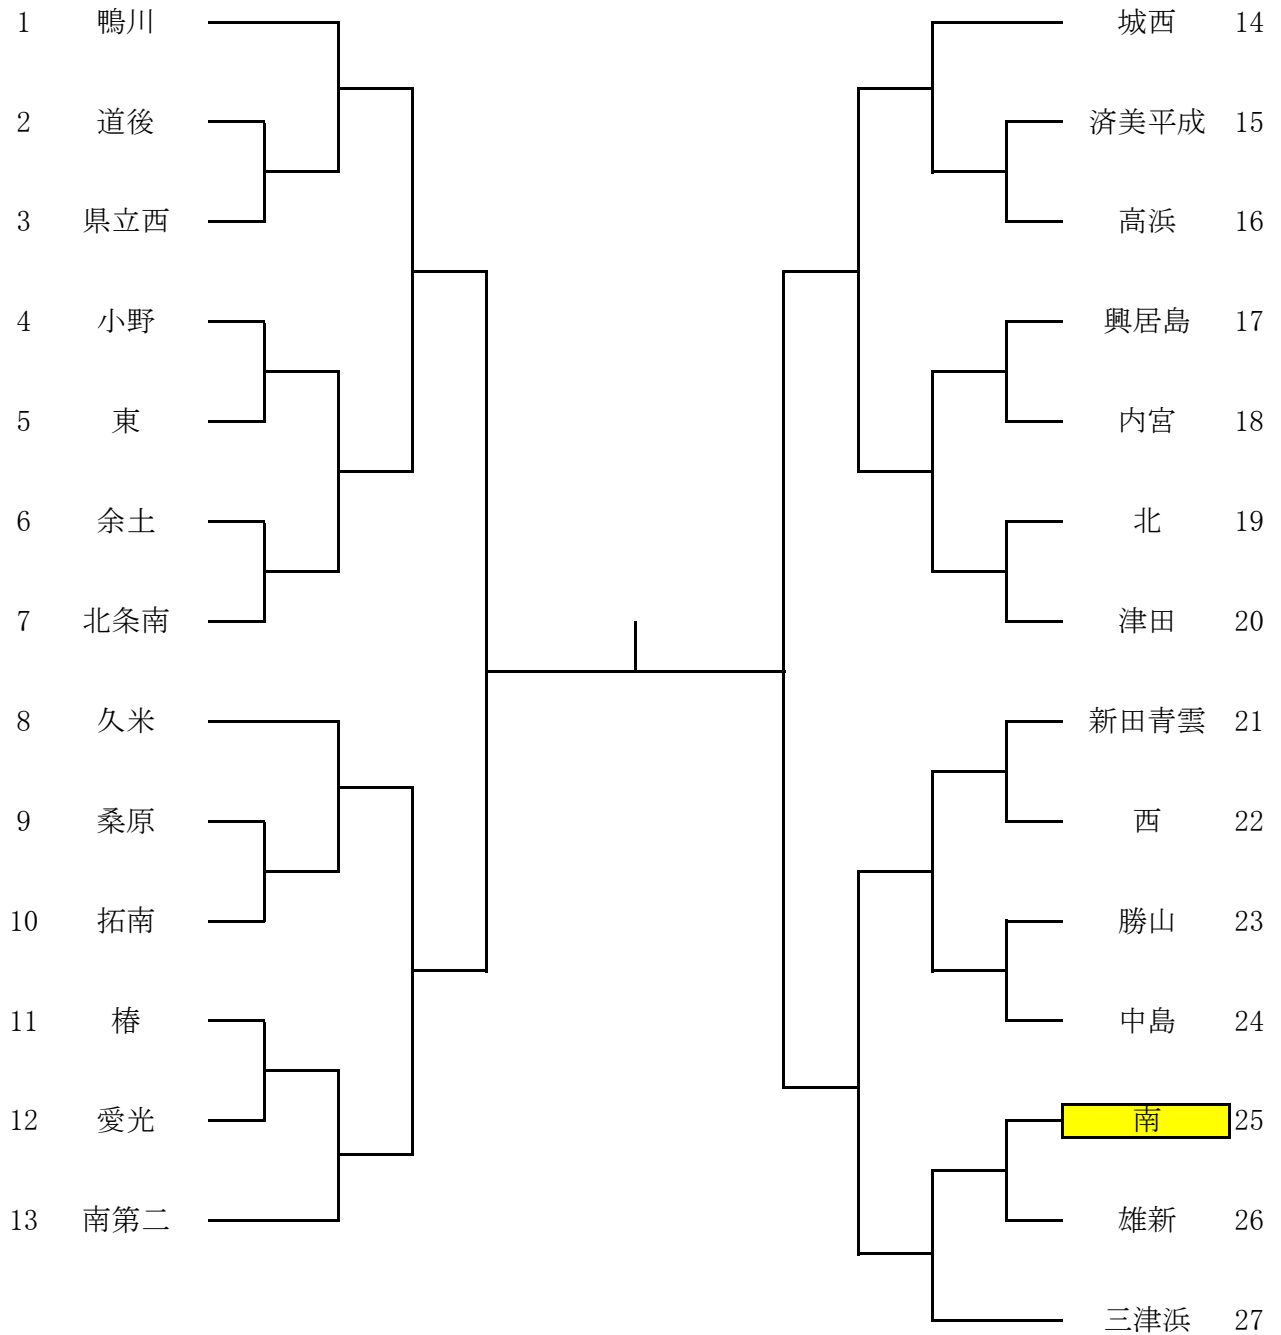 1 鴨川
2 道後
3 県立西
4 小野
5 東
6 余土
7 北条南
8 久米
9 桑原
10 拓南
11 椿
12 愛光
13 南第二
城西 14
済美平成 15
高浜 16
興居島 17
内宮 18
北 19
津田 20
新田青雲 21
西 22
勝山 23
中島 24
南 25
雄新 26
三津浜 27